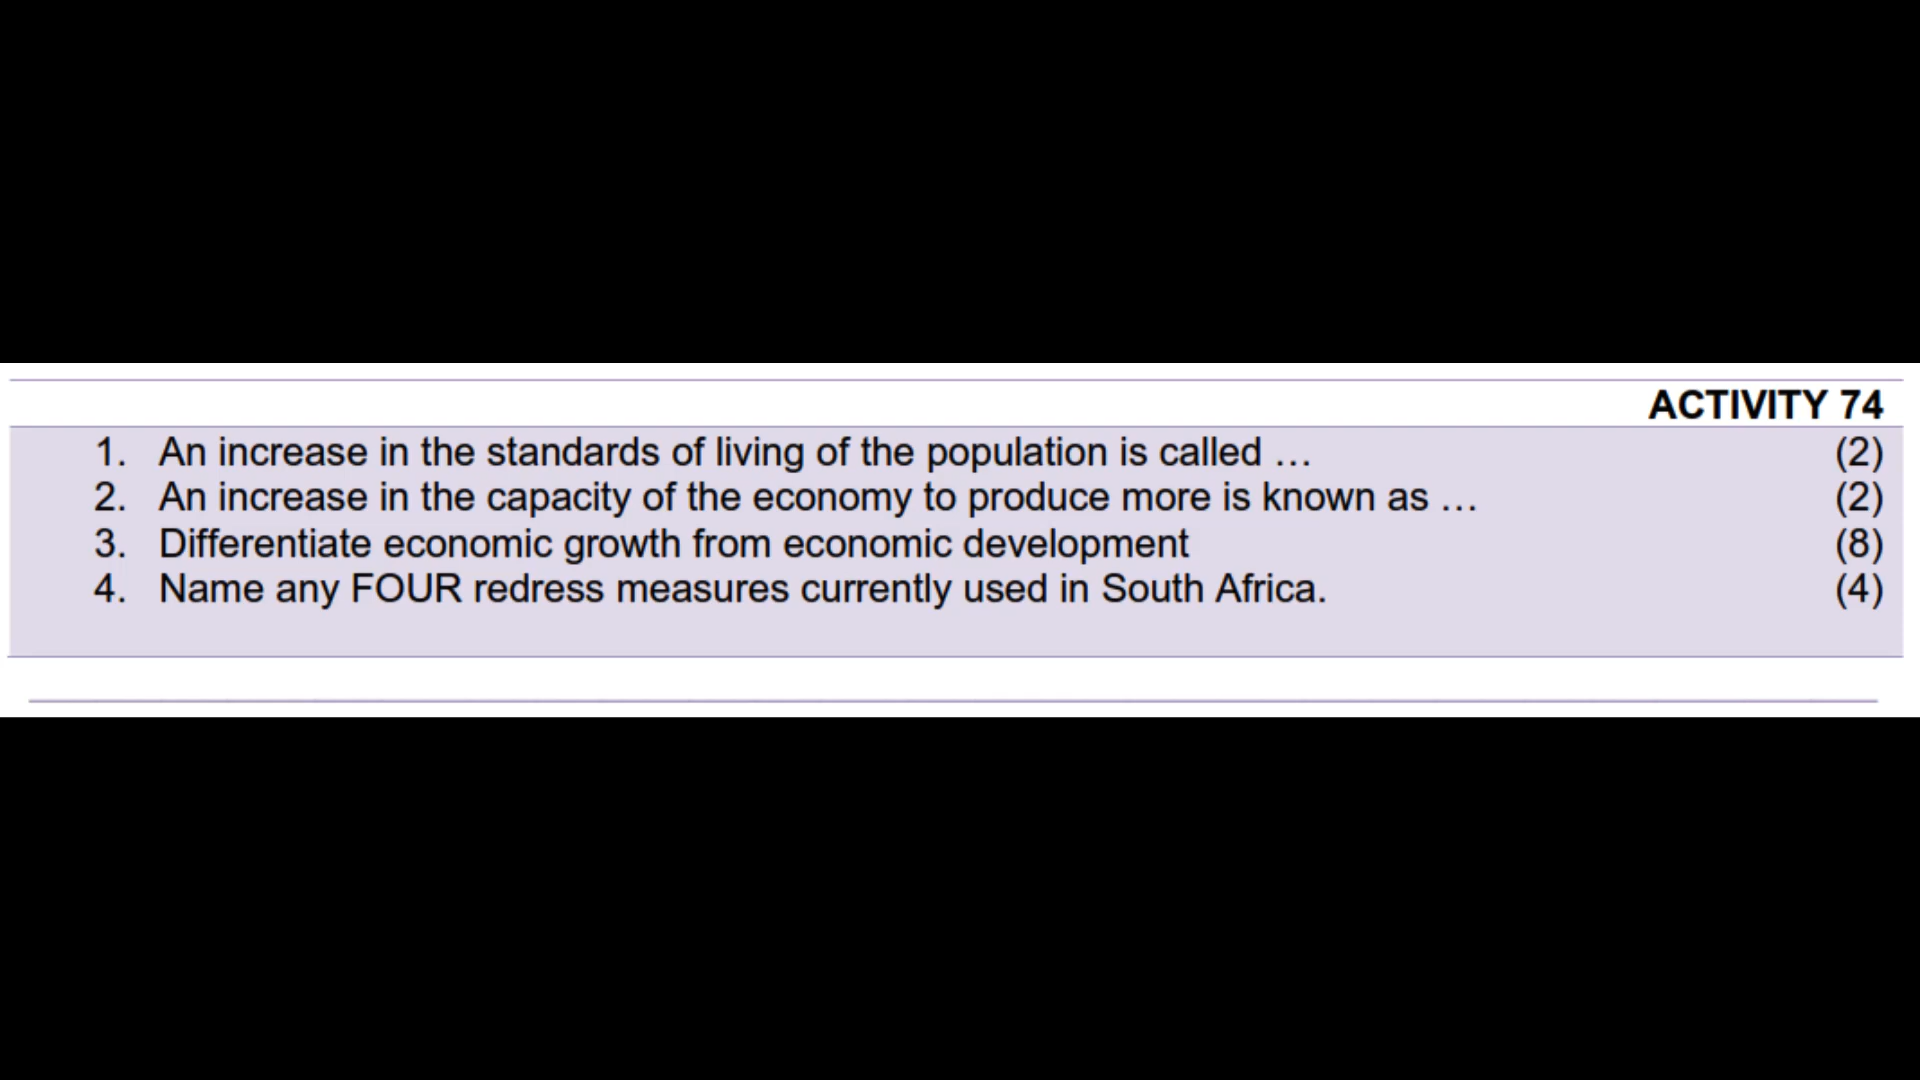 ACTIVITY 74
1. An increase in the standards of living of the population is called … (2)
2. An increase in the capacity of the economy to produce more is known as … (2)
3. Differentiate economic growth from economic development (8)
4. Name any FOUR redress measures currently used in South Africa. (4)